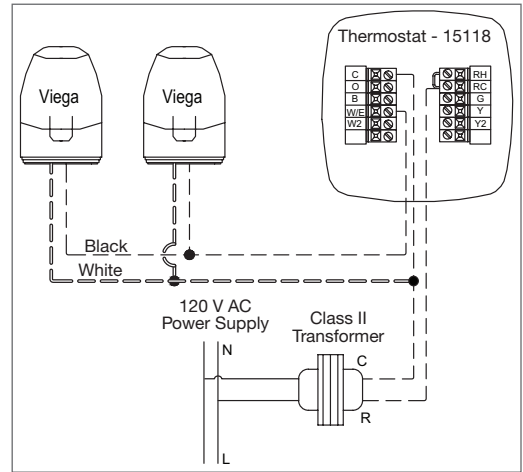 Thermostat - 15118
Viega
Viega
C
O
B
W/E
W2
RH
RC
G
Y
Y2
Black
White
120 V AC
Power Supply
Class II
Transformer
N
C
R
L